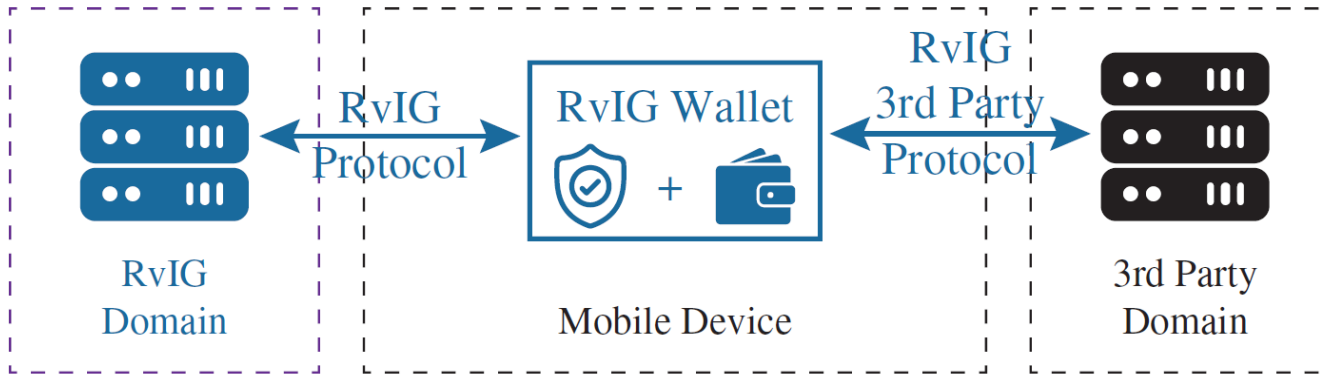 RvIG
Protocol
RvIG Wallet
+
RvIG
3rd Party
Protocol
RvIG
Domain
Mobile Device
3rd Party
Domain